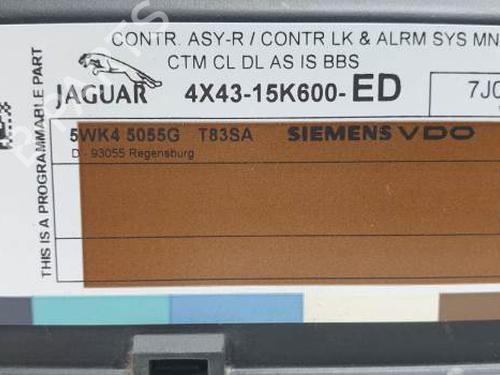 CONTR. ASY-R / CONTR LK & ALRM SYS MN
CTM CL DL AS IS BBS
JAGUAR 4X43-15K600-ED 7J0
5WK4 5055G T83SA SIEMENS VDO
D - 93055 Regensburg
THIS IS A PROGRAMMABLE PART